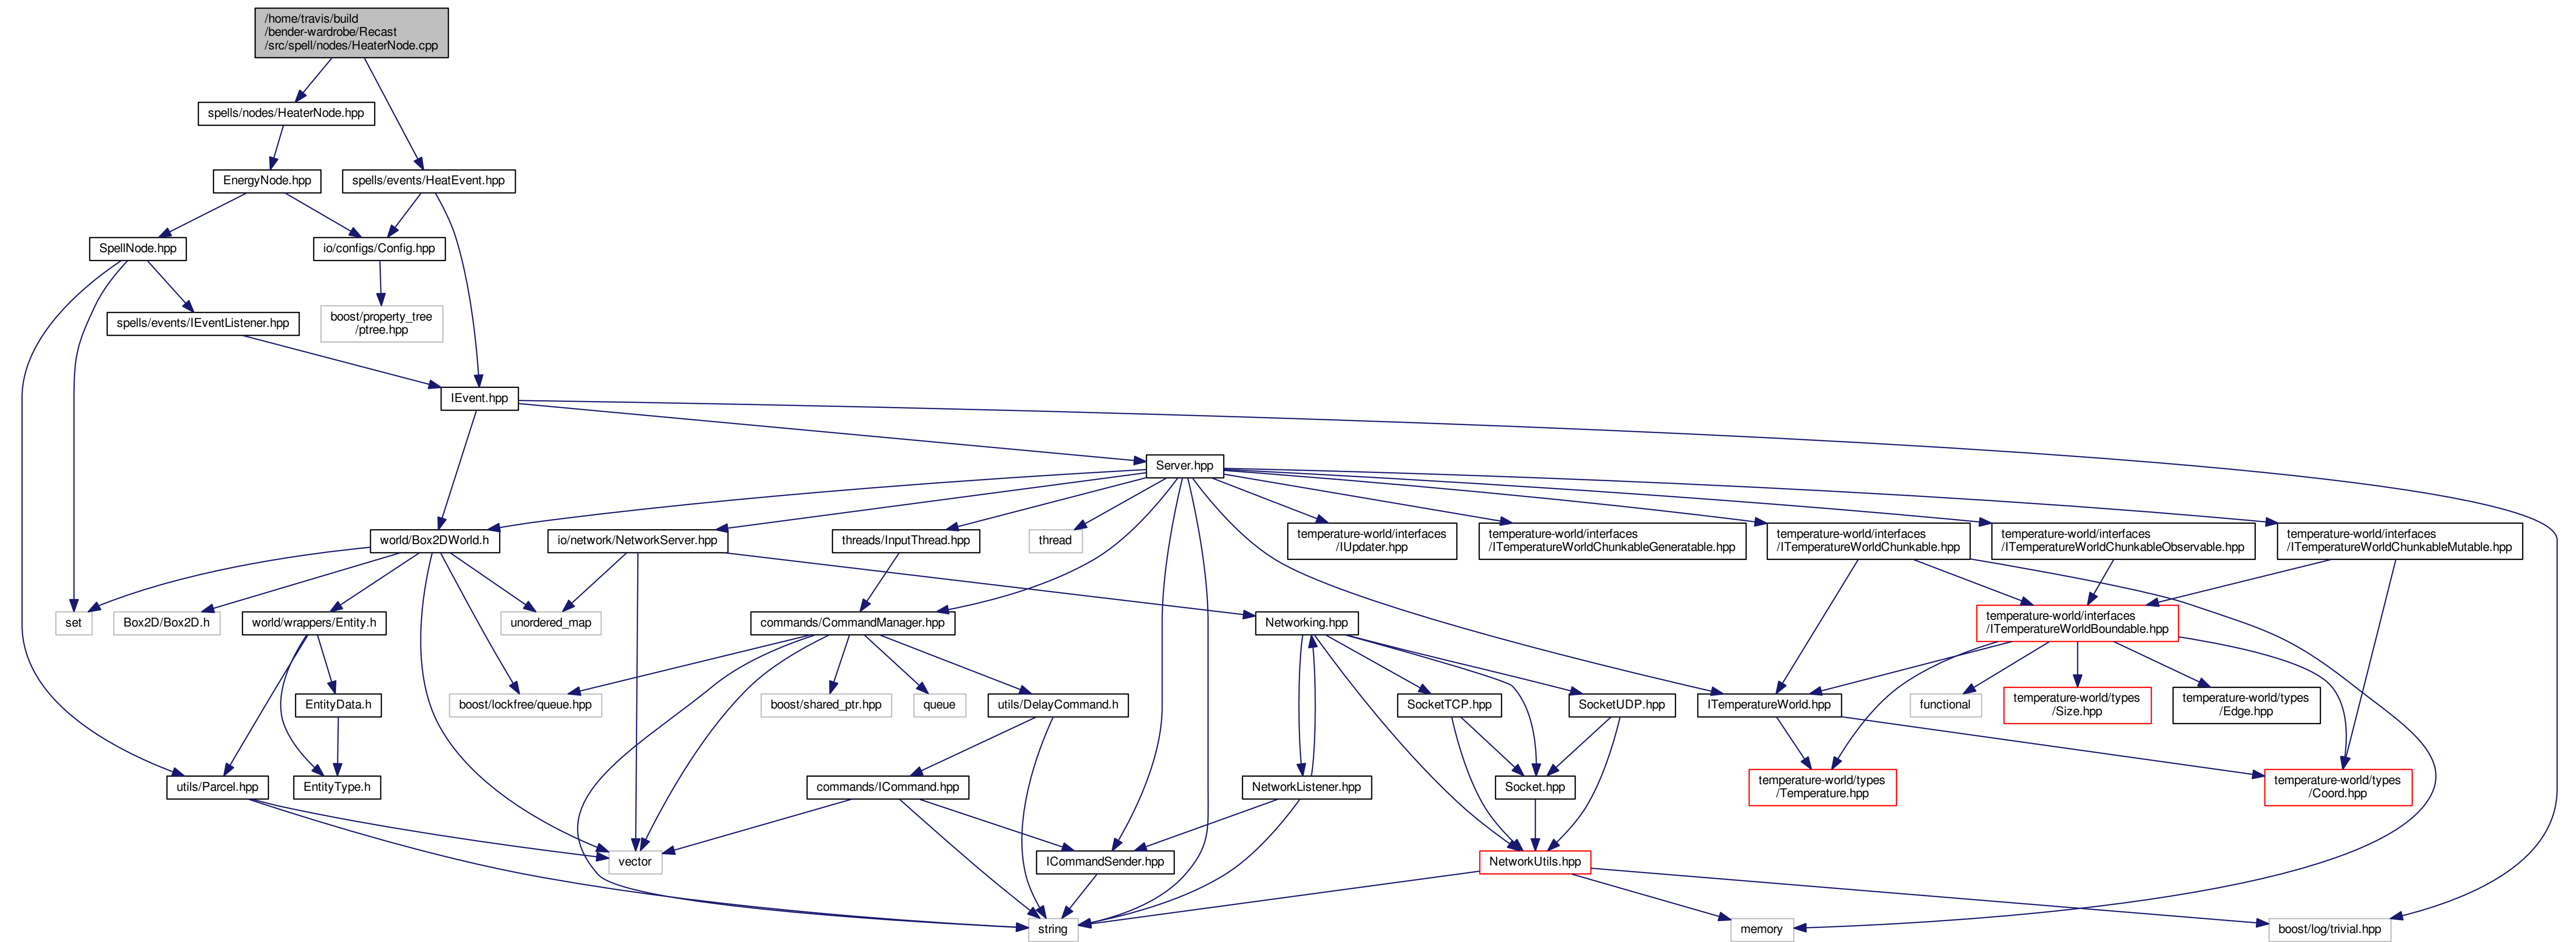 /home/travis/build
/bender-wardrobe/Recast
/src/spell/nodes/HeaterNode.cpp
spells/nodes/HeaterNode.hpp
EnergyNode.hpp
spells/events/HeatEvent.hpp
SpellNode.hpp
io/configs/Config.hpp
spells/events/IEventListener.hpp
boost/property_tree
/ptree.hpp
IEvent.hpp
Server.hpp
world/Box2DWorld.h
io/network/NetworkServer.hpp
threads/InputThread.hpp
thread
temperature-world/interfaces
/IUpdater.hpp
temperature-world/interfaces
/ITemperatureWorldChunkableGeneratable.hpp
temperature-world/interfaces
/ITemperatureWorldChunkable.hpp
temperature-world/interfaces
/ITemperatureWorldChunkableObservable.hpp
temperature-world/interfaces
/ITemperatureWorldChunkableMutable.hpp
set
Box2D/Box2D.h
world/wrappers/Entity.h
unordered_map
commands/CommandManager.hpp
Networking.hpp
temperature-world/interfaces
/ITemperatureWorldBoundable.hpp
EntityData.h
boost/lockfree/queue.hpp
boost/shared_ptr.hpp
queue
utils/DelayCommand.h
SocketTCP.hpp
SocketUDP.hpp
ITemperatureWorld.hpp
functional
temperature-world/types
/Size.hpp
temperature-world/types
/Edge.hpp
utils/Parcel.hpp
EntityType.h
commands/ICommand.hpp
NetworkListener.hpp
Socket.hpp
temperature-world/types
/Temperature.hpp
temperature-world/types
/Coord.hpp
vector
ICommandSender.hpp
NetworkUtils.hpp
string
memory
boost/log/trivial.hpp